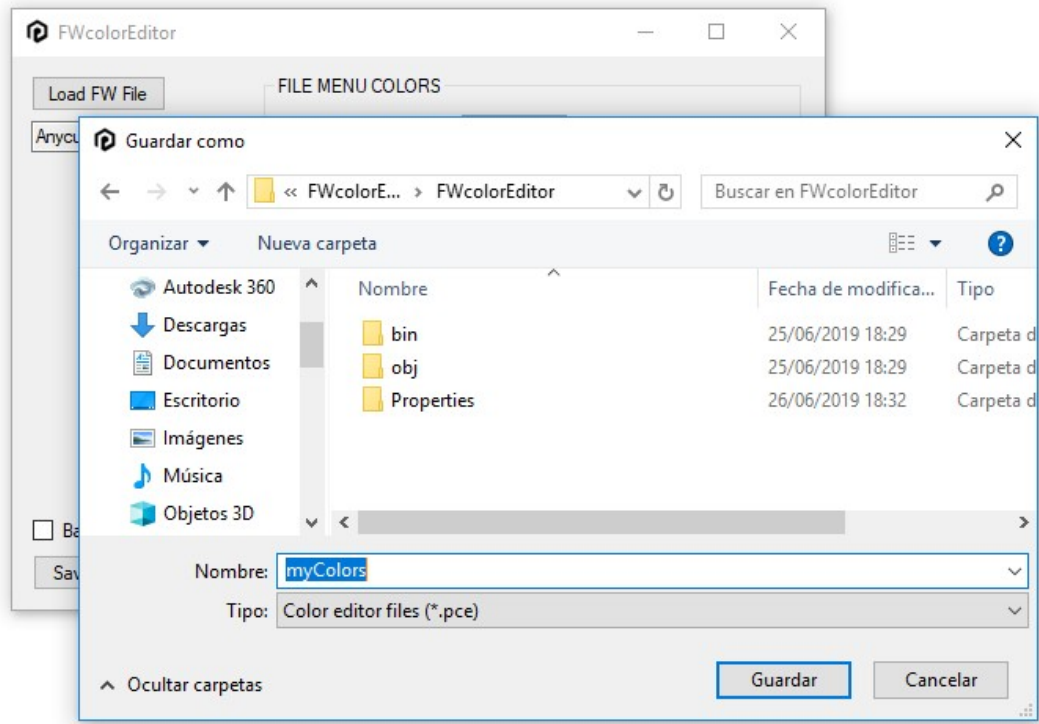 FWcolorEditor
Load FW File
FILE MENU COLORS
Anycu
Guardar como
« FWcolorE... > FWcolorEditor
Buscar en FWcolorEditor
Organizar
Nueva carpeta
?
Autodesk 360
Descargas
Documentos
Escritorio
Imágenes
Música
Objetos 3D
Nombre Fecha de modifica... Tipo
bin 25/06/2019 18:29 Carpeta d
obj 25/06/2019 18:29 Carpeta d
Properties 26/06/2019 18:32 Carpeta d
Ba
Sav
Nombre: myColors
Tipo: Color editor files (*.pce)
Ocultar carpetas
Guardar
Cancelar